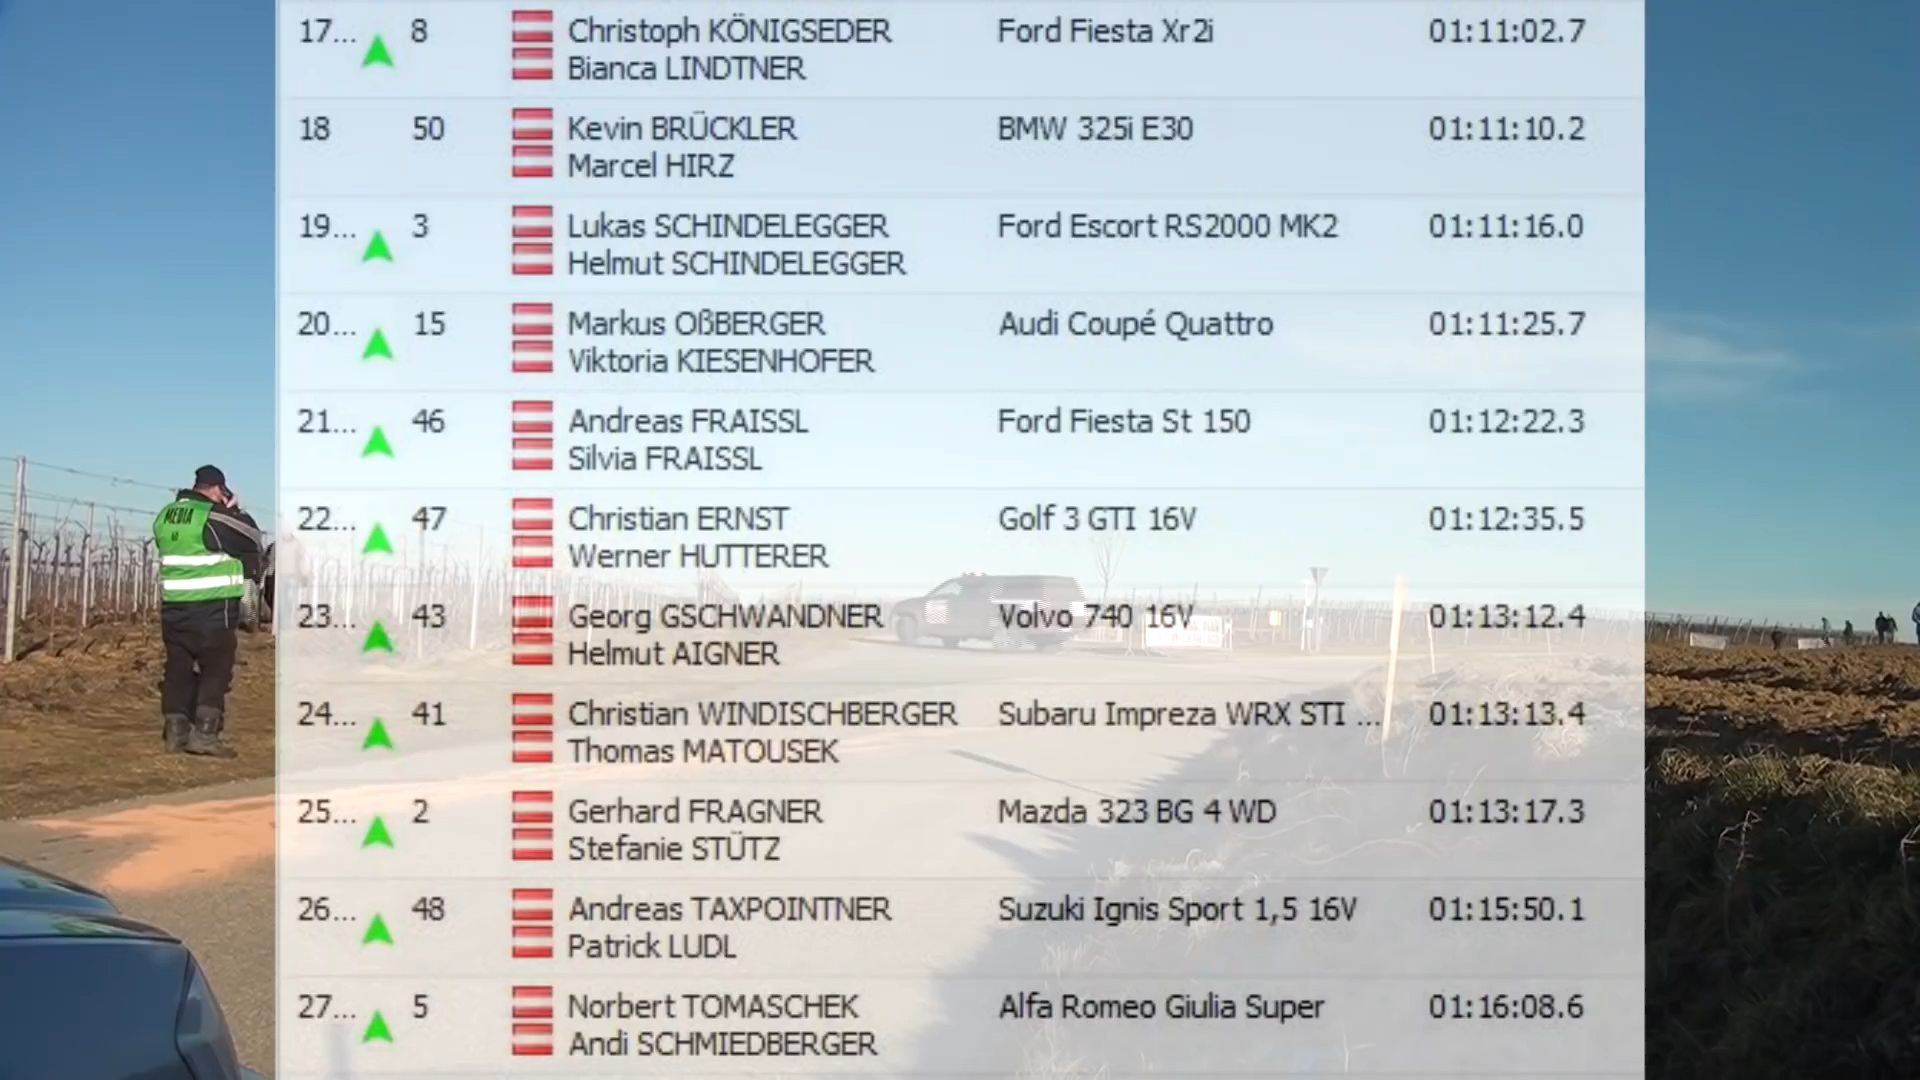 17... 8 Christoph KÖNIGSEDER Ford Fiesta Xr2i 01:11:02.7
Bianca LINDTNER
18 50 Kevin BRÜCKLER BMW 325i E30 01:11:10.2
Marcel HIRZ
19... 3 Lukas SCHINDELEGGER Ford Escort RS2000 MK2 01:11:16.0
Helmut SCHINDELEGGER
20... 15 Markus OßBERGER Audi Coupé Quattro 01:11:25.7
Viktoria KIESENHOFER
21... 46 Andreas FRAISSL Ford Fiesta St 150 01:12:22.3
Silvia FRAISSL
22... 47 Christian ERNST Golf 3 GTI 16V 01:12:35.5
Werner HUTTERER
23... 43 Georg GSCHWANDNER Volvo 740 16V 01:13:12.4
Helmut AIGNER
24... 41 Christian WINDISCHBERGER Subaru Impreza WRX STI ... 01:13:13.4
Thomas MATOUSEK
25... 2 Gerhard FRAGNER Mazda 323 BG 4 WD 01:13:17.3
Stefanie STÜTZ
26... 48 Andreas TAXPOINTNER Suzuki Ignis Sport 1,5 16V 01:15:50.1
Patrick LUDL
27... 5 Norbert TOMASCHEK Alfa Romeo Giulia Super 01:16:08.6
Andi SCHMIEDBERGER
MEDIA